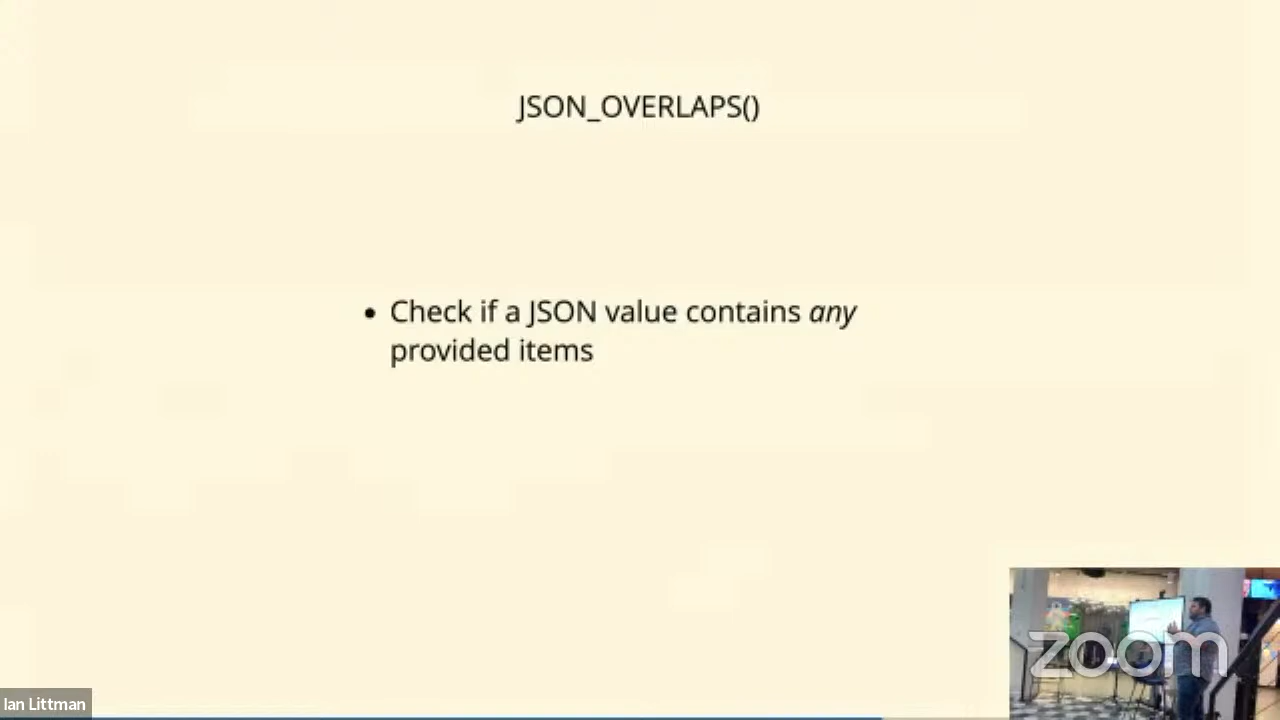 JSON_OVERLAPS()
• Check if a JSON value contains any
provided items
zoom
Ian Littman